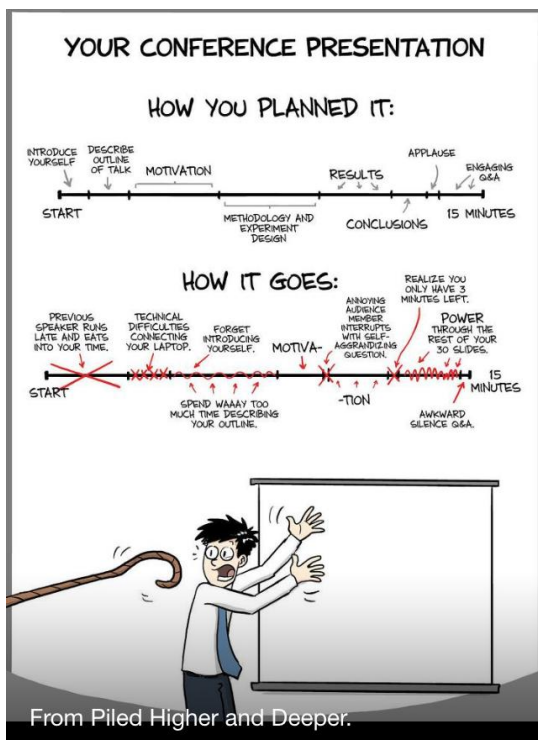 YOUR CONFERENCE PRESENTATION
HOW YOU PLANNED IT:
INTRODUCE
YOURSELF
DESCRIBE
OUTLINE
OF TALK
MOTIVATION
RESULTS
APPLAUSE
ENGAGING
Q&A
START
METHODOLOGY AND
EXPERIMENT
DESIGN
CONCLUSIONS
15 MINUTES
HOW IT GOES:
PREVIOUS
SPEAKER RUNS
LATE AND EATS
INTO YOUR TIME.
TECHNICAL
DIFFICULTIES
CONNECTING
YOUR LAPTOP.
FORGET
INTRODUCING
YOURSELF.
MOTIVA-
ANNOYING
AUDIENCE
MEMBER
INTERRUPTS
WITH SELF-
AGGRANDIZING
QUESTION.
REALIZE YOU
ONLY HAVE 3
MINUTES LEFT.
POWER
THROUGH THE
REST OF YOUR
30 SLIDES.
START
SPEND WAAAY TOO
MUCH TIME DESCRIBING
YOUR OUTLINE.
-TION
15
MINUTES
AWKWARD
SILENCE Q&A.
From Piled Higher and Deeper.